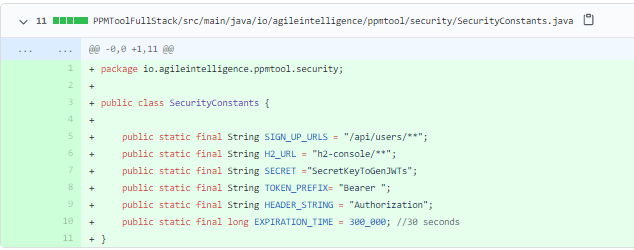 11 PPMToolFullStack/src/main/java/io/agileintelligence/ppmtool/security/SecurityConstants.java
... ... @@ -0,0 +1,11 @@
1 + package io.agileintelligence.ppmtool.security;
2 +
3 + public class SecurityConstants {
4 +
5 + public static final String SIGN_UP_URLS = "/api/users/**";
6 + public static final String H2_URL = "h2-console/**";
7 + public static final String SECRET ="SecretKeyToGenJWTs";
8 + public static final String TOKEN_PREFIX= "Bearer ";
9 + public static final String HEADER_STRING = "Authorization";
10 + public static final long EXPIRATION_TIME = 300_000; //30 seconds
11 + }